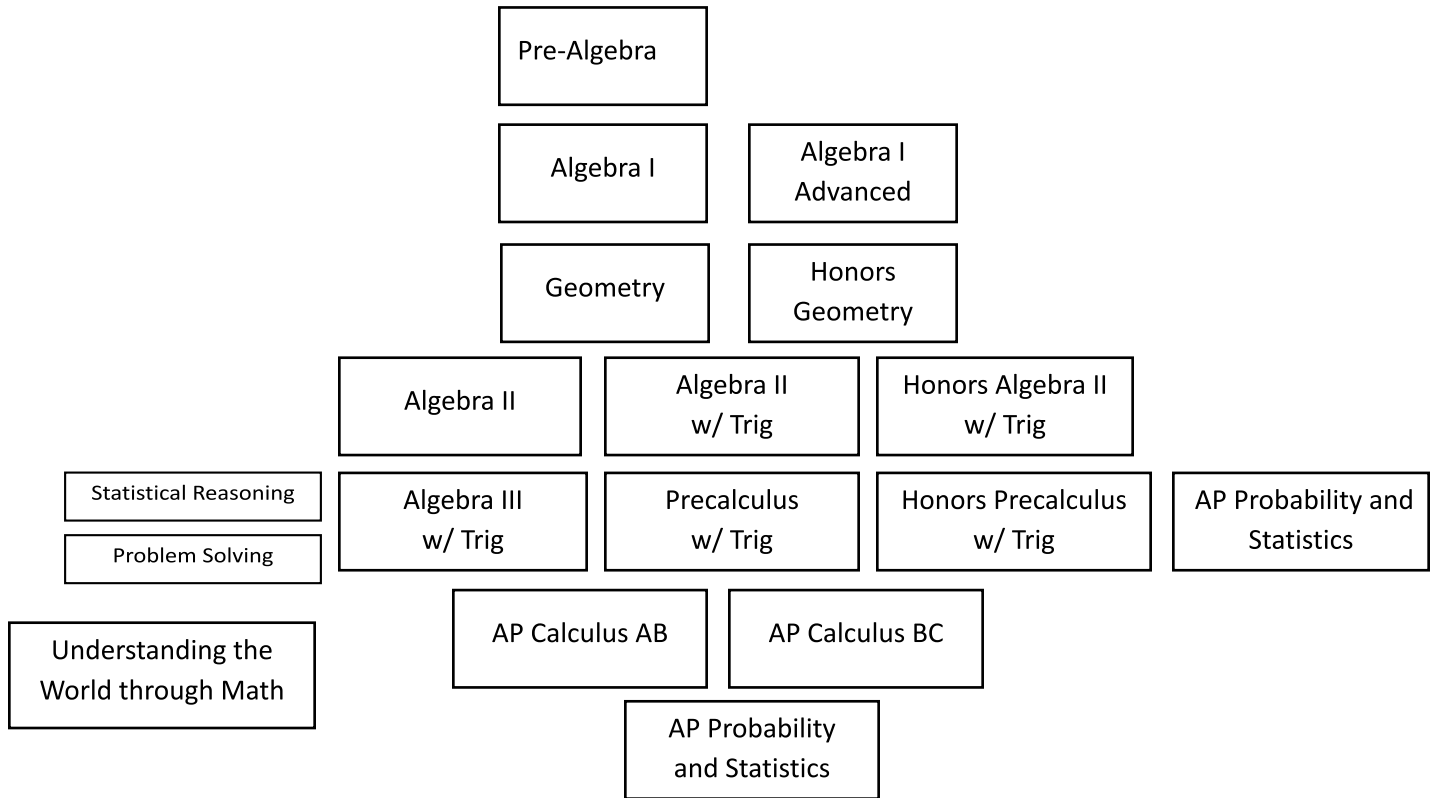 Pre-Algebra
Algebra I
Algebra I
Advanced
Geometry
Honors
Geometry
Algebra II
Algebra II
w/ Trig
Honors Algebra II
w/ Trig
Statistical Reasoning
Problem Solving
Algebra III
w/ Trig
Precalculus
w/ Trig
Honors Precalculus
w/ Trig
AP Probability and
Statistics
Understanding the
World through Math
AP Calculus AB
AP Calculus BC
AP Probability
and Statistics